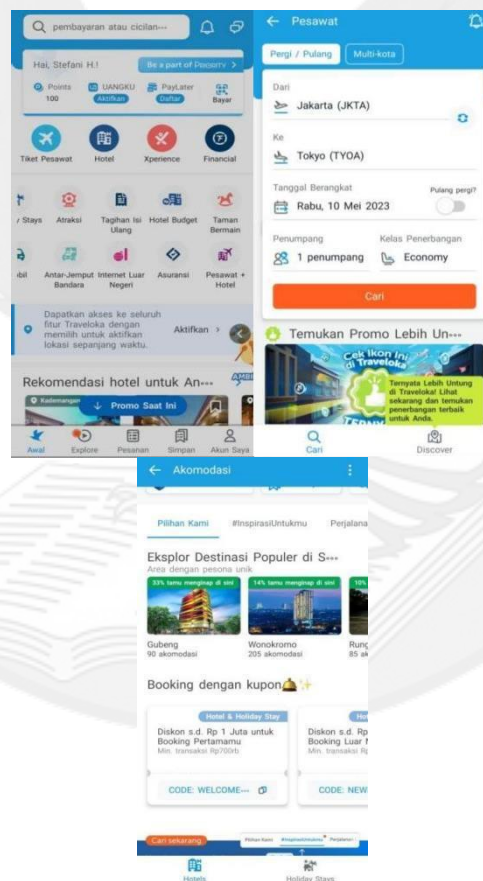 pembayaran atau cicilan...
Hai, Stefani H.!
Be a part of Priority >
Points
100
UANGKU
Aktifkan
PayLater
Daftar
Bayar
Tiket Pesawat
Hotel
Xperience
Financial
/ Stays
Atraksi
Tagihan Isi Ulang
Hotel Budget
Taman Bermain
bil
Antar-Jemput Bandara
Internet Luar Negeri
Asuransi
Pesawat + Hotel
Dapatkan akses ke seluruh
fitur Traveloka dengan
memilih untuk aktifkan
lokasi sepanjang waktu.
Aktifkan >
Rekomendasi hotel untuk An...
Kademangan
↓ Promo Saat Ini
Awal
Explore
Pesanan
Simpan
Akun Saya
← Pesawat
Pergi / Pulang
Multi-kota
Dari
Jakarta (JKTA)
Ke
Tokyo (TYOA)
Tanggal Berangkat
Pulang pergi?
Rabu, 10 Mei 2023
Penumpang
Kelas Penerbangan
1 penumpang
Economy
Cari
Temukan Promo Lebih Un...
Cek Ikon Ini
di Traveloka!
Ternyata Lebih Untung
di Traveloka! Lihat
sekarang dan temukan
penerbangan terbaik
untuk Anda.
Cari
Discover
← Akomodasi
Pilihan Kami
#InspirasiUntukmu
Perjalana
Eksplor Destinasi Populer di S...
Area dengan pesona unik
33% tamu menginap di sini
14% tamu menginap di sini
10%
Gubeng
90 akomodasi
Wonokromo
205 akomodasi
Rung
85 ak
Booking dengan kupon
Hotel & Holiday Stay
Diskon s.d. Rp 1 Juta untuk
Booking Pertamamu
Min. transaksi Rp700rb
CODE: WELCOME...
Hot
Diskon s.d. Rp
Booking Luar N
Min. transaksi Rp
CODE: NEW
Cari sekarang
Pilihan Kami
#InspirasiUntukmu
Perjalana
Hotels
Holiday Stays